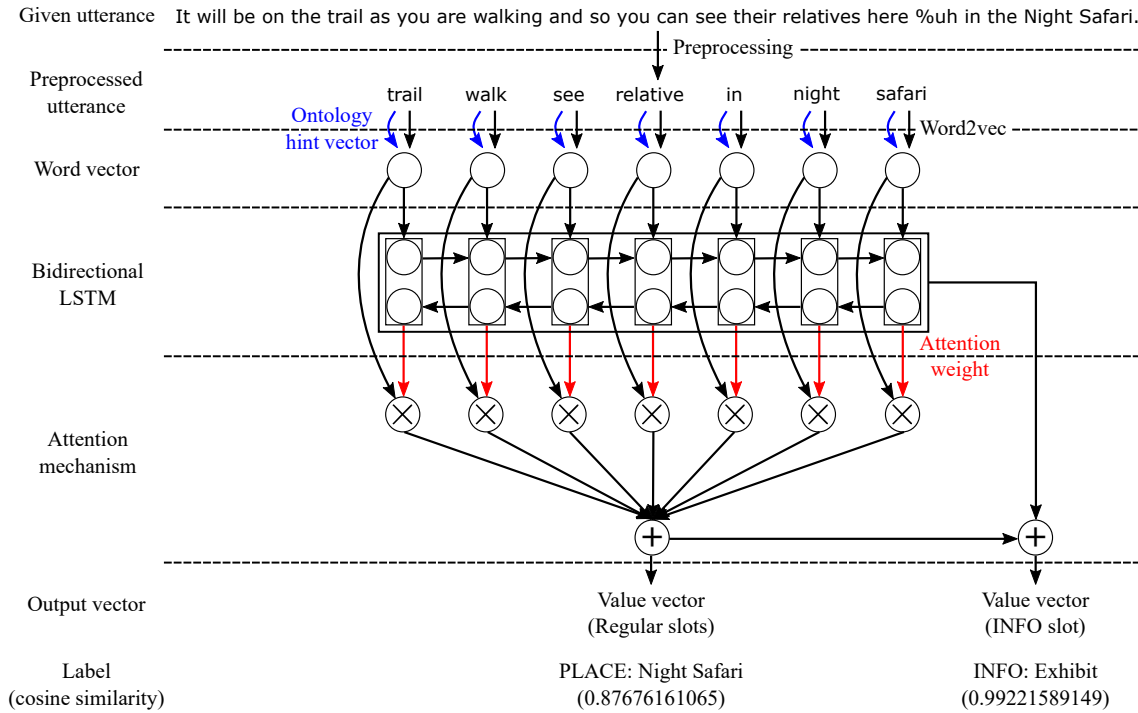 Given utterance
It will be on the trail as you are walking and so you can see their relatives here %uh in the Night Safari.
Preprocessing
Preprocessed
utterance
trail walk see relative in night safari
Ontology
hint vector
Word2vec
Word vector
Bidirectional
LSTM
Attention
weight
Attention
mechanism
Output vector
Value vector
(Regular slots)
Value vector
(INFO slot)
Label
(cosine similarity)
PLACE: Night Safari
(0.87676161065)
INFO: Exhibit
(0.99221589149)